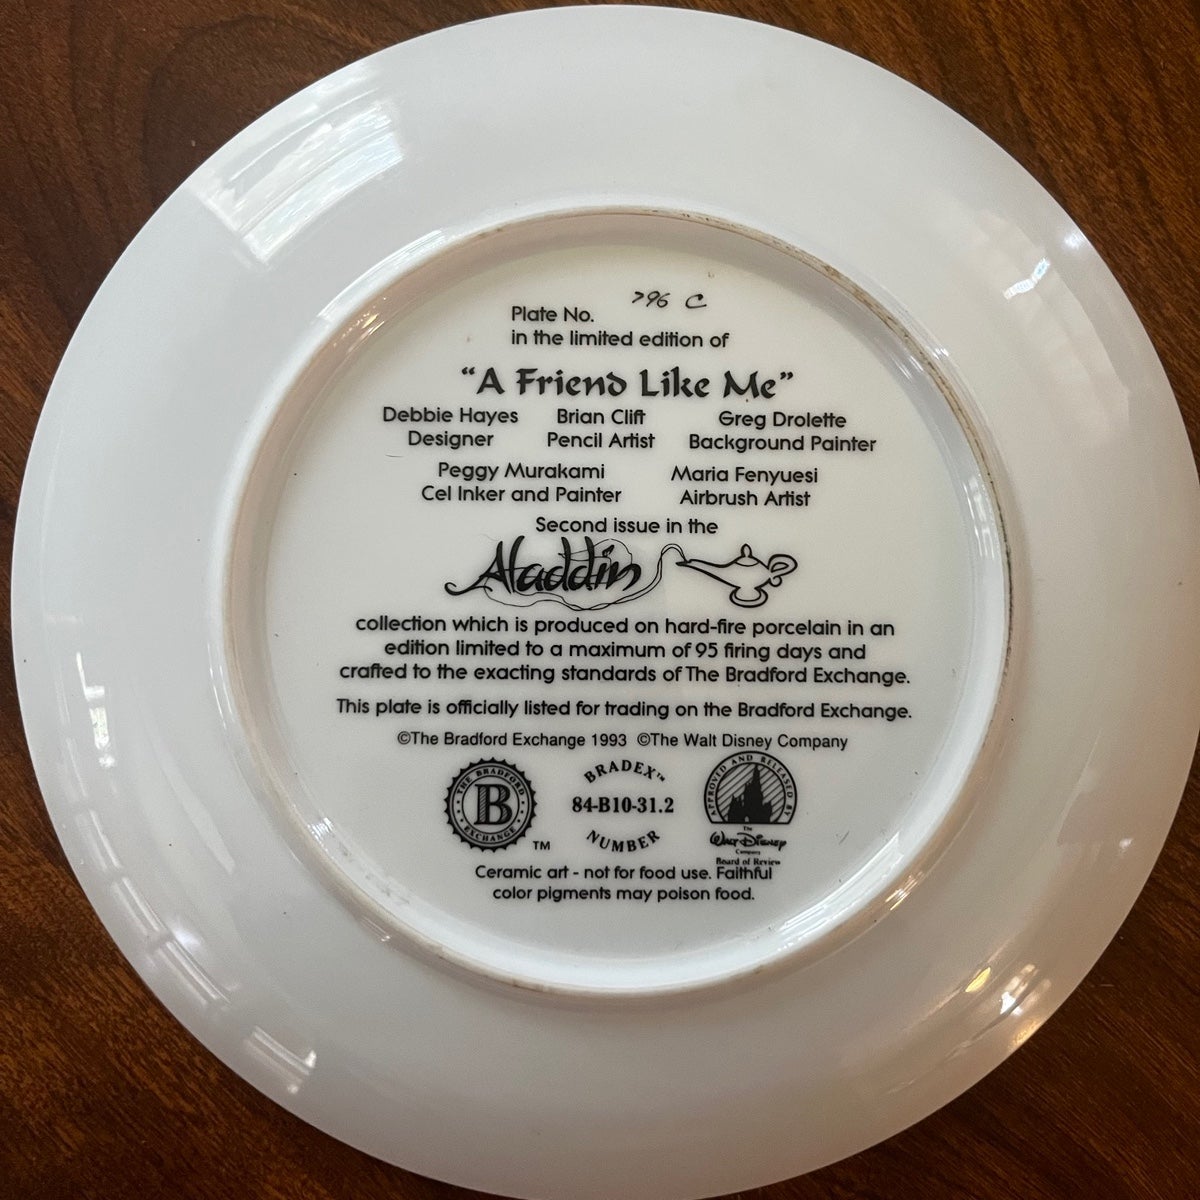 Plate No. 796 C
in the limited edition of
“A Friend Like Me”
Debbie Hayes Brian Clift Greg Drolette
Designer Pencil Artist Background Painter
Peggy Murakami Maria Fenyuesi
Cel Inker and Painter Airbrush Artist
Second issue in the
Aladdin
collection which is produced on hard-fire porcelain in an
edition limited to a maximum of 95 firing days and
crafted to the exacting standards of The Bradford Exchange.
This plate is officially listed for trading on the Bradford Exchange.
©The Bradford Exchange 1993 ©The Walt Disney Company
THE BRADFORD
B
EXCHANGE
TM
BRADEX™
84-B10-31.2
NUMBER
APPROVED AND RELEASED BY
The
Walt Disney
Company
Board of Review
Ceramic art - not for food use. Faithful
color pigments may poison food.